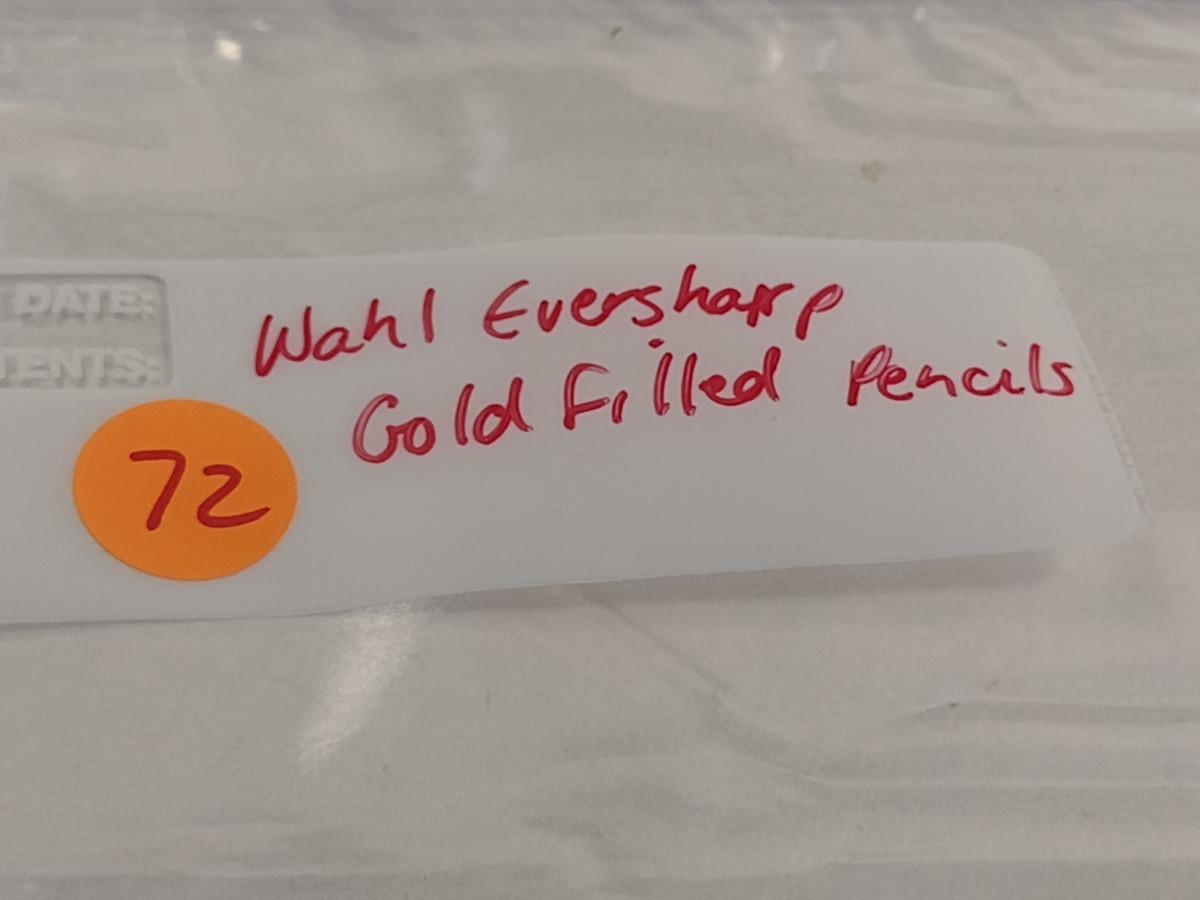 DATE:
TENTS:
Wahl Eversharp
Gold Filled Pencils
72